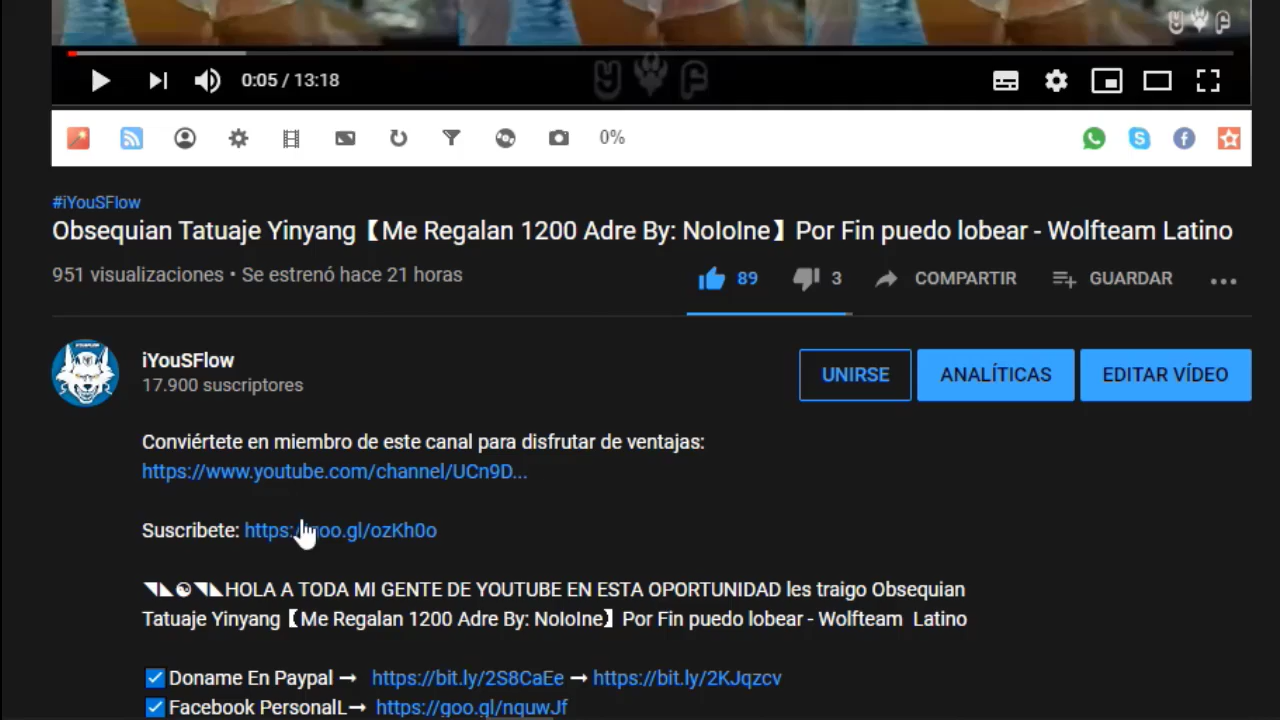 0:05 / 13:18
0%
#iYouSFlow
Obsequian Tatuaje Yinyang【Me Regalan 1200 Adre By: NoIoIne】Por Fin puedo lobear - Wolfteam Latino
951 visualizaciones • Se estrenó hace 21 horas
89 3 COMPARTIR GUARDAR
iYouSFlow
17.900 suscriptores
UNIRSE ANALÍTICAS EDITAR VÍDEO
Conviértete en miembro de este canal para disfrutar de ventajas:
https://www.youtube.com/channel/UCn9D...
Suscribete: https://goo.gl/ozKh0o
◥◣☯◥◣HOLA A TODA MI GENTE DE YOUTUBE EN ESTA OPORTUNIDAD les traigo Obsequian
Tatuaje Yinyang【Me Regalan 1200 Adre By: NoIoIne】Por Fin puedo lobear - Wolfteam Latino
☑Doname En Paypal → https://bit.ly/2S8CaEe → https://bit.ly/2KJqzcv
☑Facebook PersonalL→ https://goo.gl/nquwJf